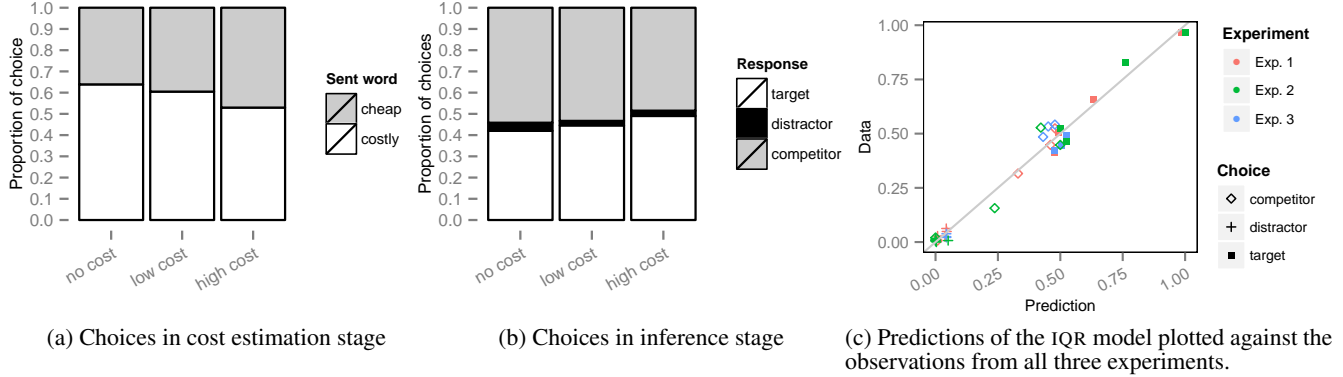 Proportion of choice
1.0
0.9
0.8
0.7
0.6
0.5
0.4
0.3
0.2
0.1
0.0
no cost
low cost
high cost
Sent word
cheap
costly
(a) Choices in cost estimation stage
Proportion of choices
1.0
0.9
0.8
0.7
0.6
0.5
0.4
0.3
0.2
0.1
0.0
no cost
low cost
high cost
Response
target
distractor
competitor
(b) Choices in inference stage
Data
1.00
0.75
0.50
0.25
0.00
0.00
0.25
0.50
0.75
1.00
Prediction
Experiment
Exp. 1
Exp. 2
Exp. 3
Choice
competitor
distractor
target
(c) Predictions of the IQR model plotted against the
observations from all three experiments.